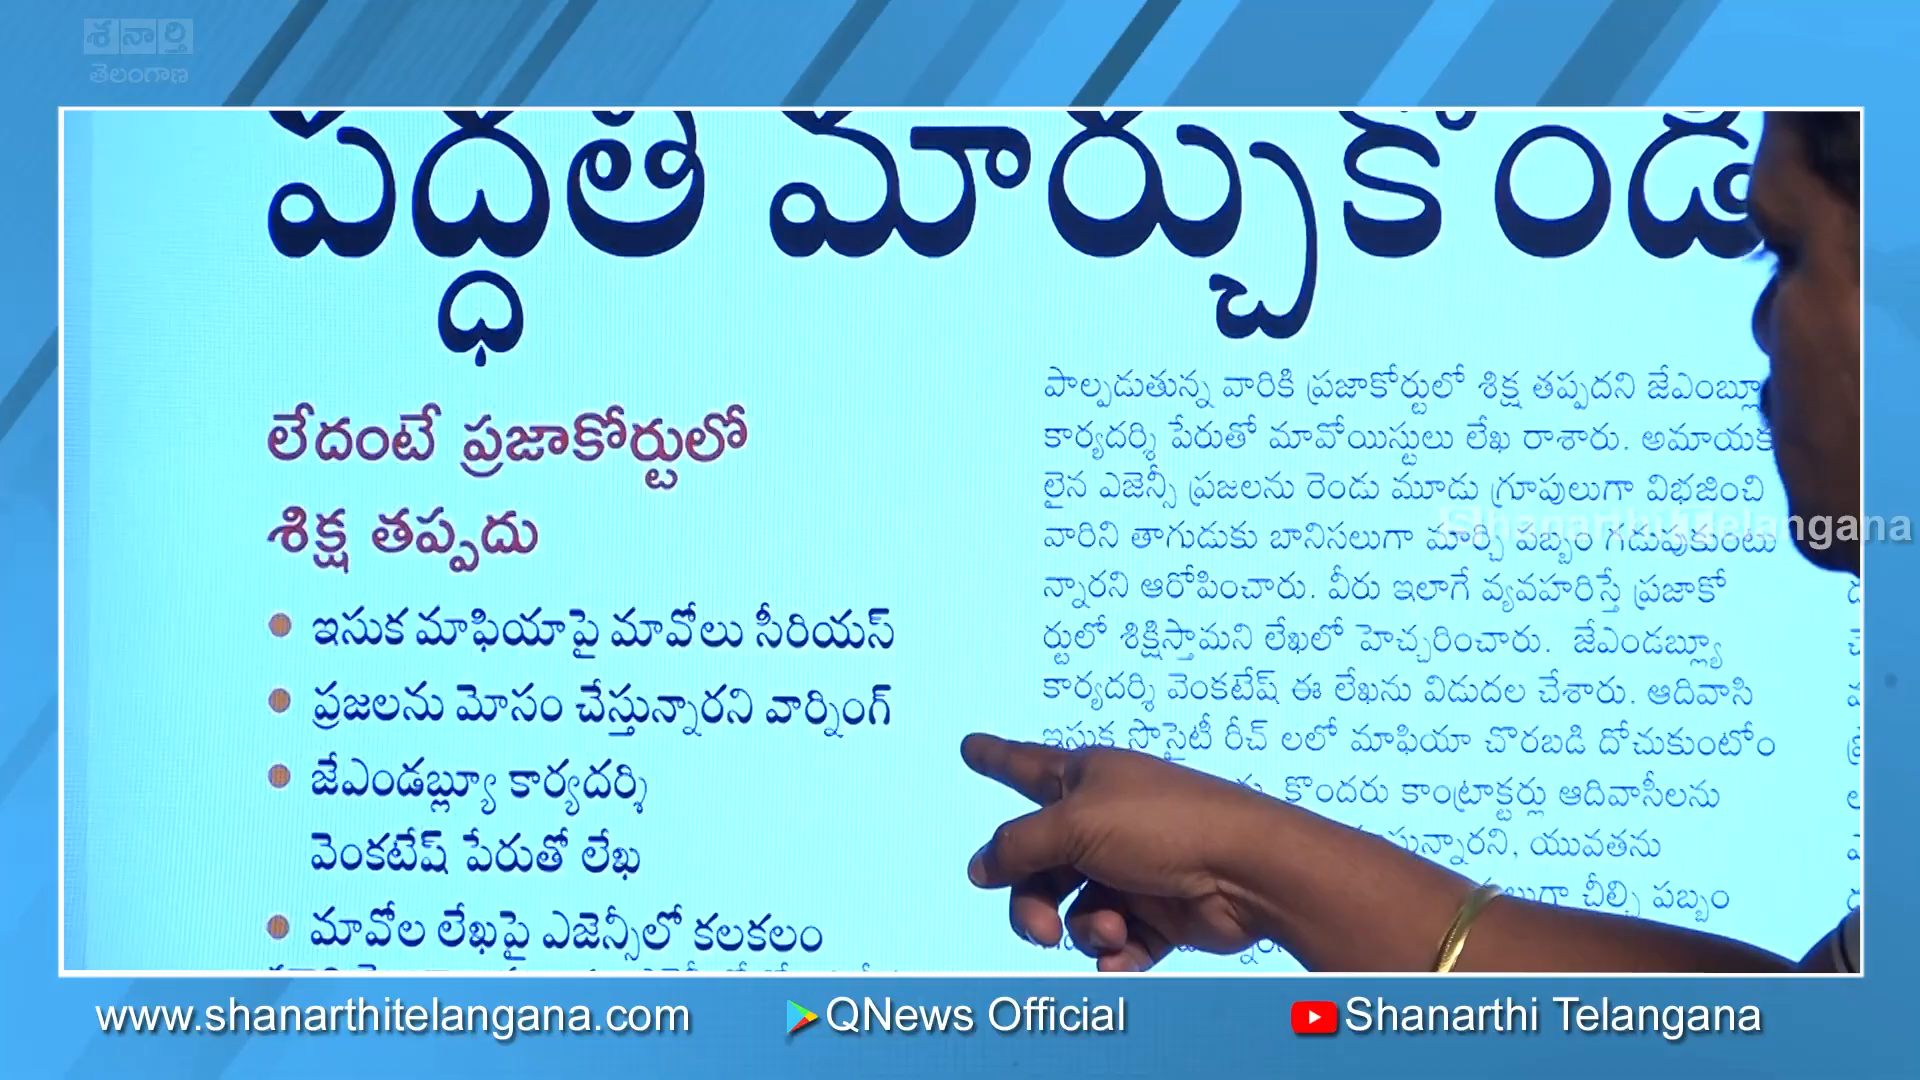 శనార్తి
తెలంగాణ
పద్ధతి మార్చుకోండి
లేదంటే ప్రజాకోర్టులో
శిక్ష తప్పదు
ఇసుక మాఫియాపై మావోలు సీరియస్
ప్రజలను మోసం చేస్తున్నారని వార్నింగ్
జేఎండబ్ల్యూ కార్యదర్శి
వెంకటేష్ పేరుతో లేఖ
మావోల లేఖపై ఎజెన్సీలో కలకలం
పాల్పడుతున్న వారికి ప్రజాకోర్టులో శిక్ష తప్పదని జేఎంబ్లూ
కార్యదర్శి పేరుతో మావోయిస్టులు లేఖ రాశారు. అమాయక
లైన ఎజెన్సీ ప్రజలను రెండు మూడు గ్రూపులుగా విభజించి
వారిని తాగుడుకు బానిసలుగా మార్చి పబ్బం గడుపుకుంటు
న్నారని ఆరోపించారు. వీరు ఇలాగే వ్యవహరిస్తే ప్రజాకో
ర్టులో శిక్షిస్తామని లేఖలో హెచ్చరించారు. జేఎండబ్ల్యూ
కార్యదర్శి వెంకటేష్ ఈ లేఖను విడుదల చేశారు. ఆదివాసి
ఇసుక సొసైటీ రీచ్ లలో మాఫియా చొరబడి దోచుకుంటోం
కొందరు కాంట్రాక్టర్లు ఆదివాసీలను
యువతను
చీల్చి పబ్బం
Shanarthi Telangana
www.shanarthitelangana.com
QNews Official
Shanarthi Telangana